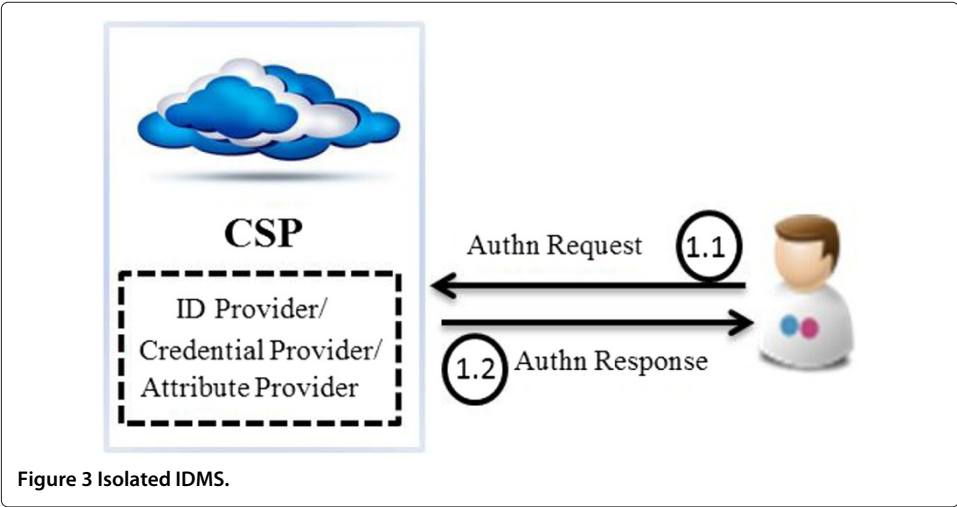 CSP
ID Provider/
Credential Provider/
Attribute Provider
Authn Request
1.1
1.2
Authn Response
Figure 3 Isolated IDMS.